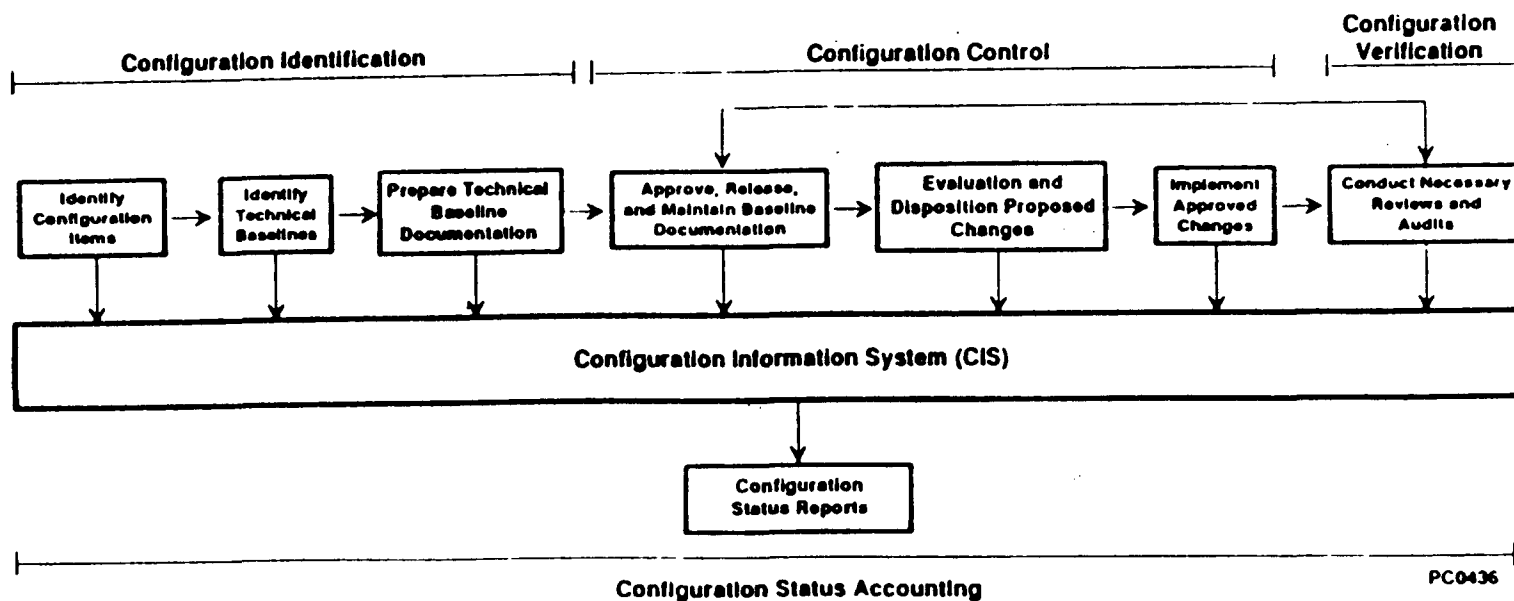 Configuration Identification
Configuration Control
Configuration
Verification
Identify
Configuration
Items
Identify
Technical
Baselines
Prepare Technical
Baseline
Documentation
Approve, Release,
and Maintain Baseline
Documentation
Evaluation and
Disposition Proposed
Changes
Implement
Approved
Changes
Conduct Necessary
Reviews and
Audits
Configuration Information System (CIS)
Configuration
Status Reports
Configuration Status Accounting
PC0436